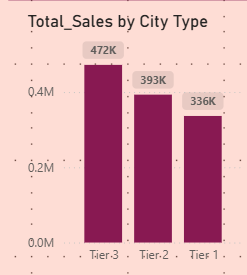 Total_Sales by City Type
472K
393K
336K
0.4M
0.2M
0.0M
Tier 3 Tier 2 Tier 1